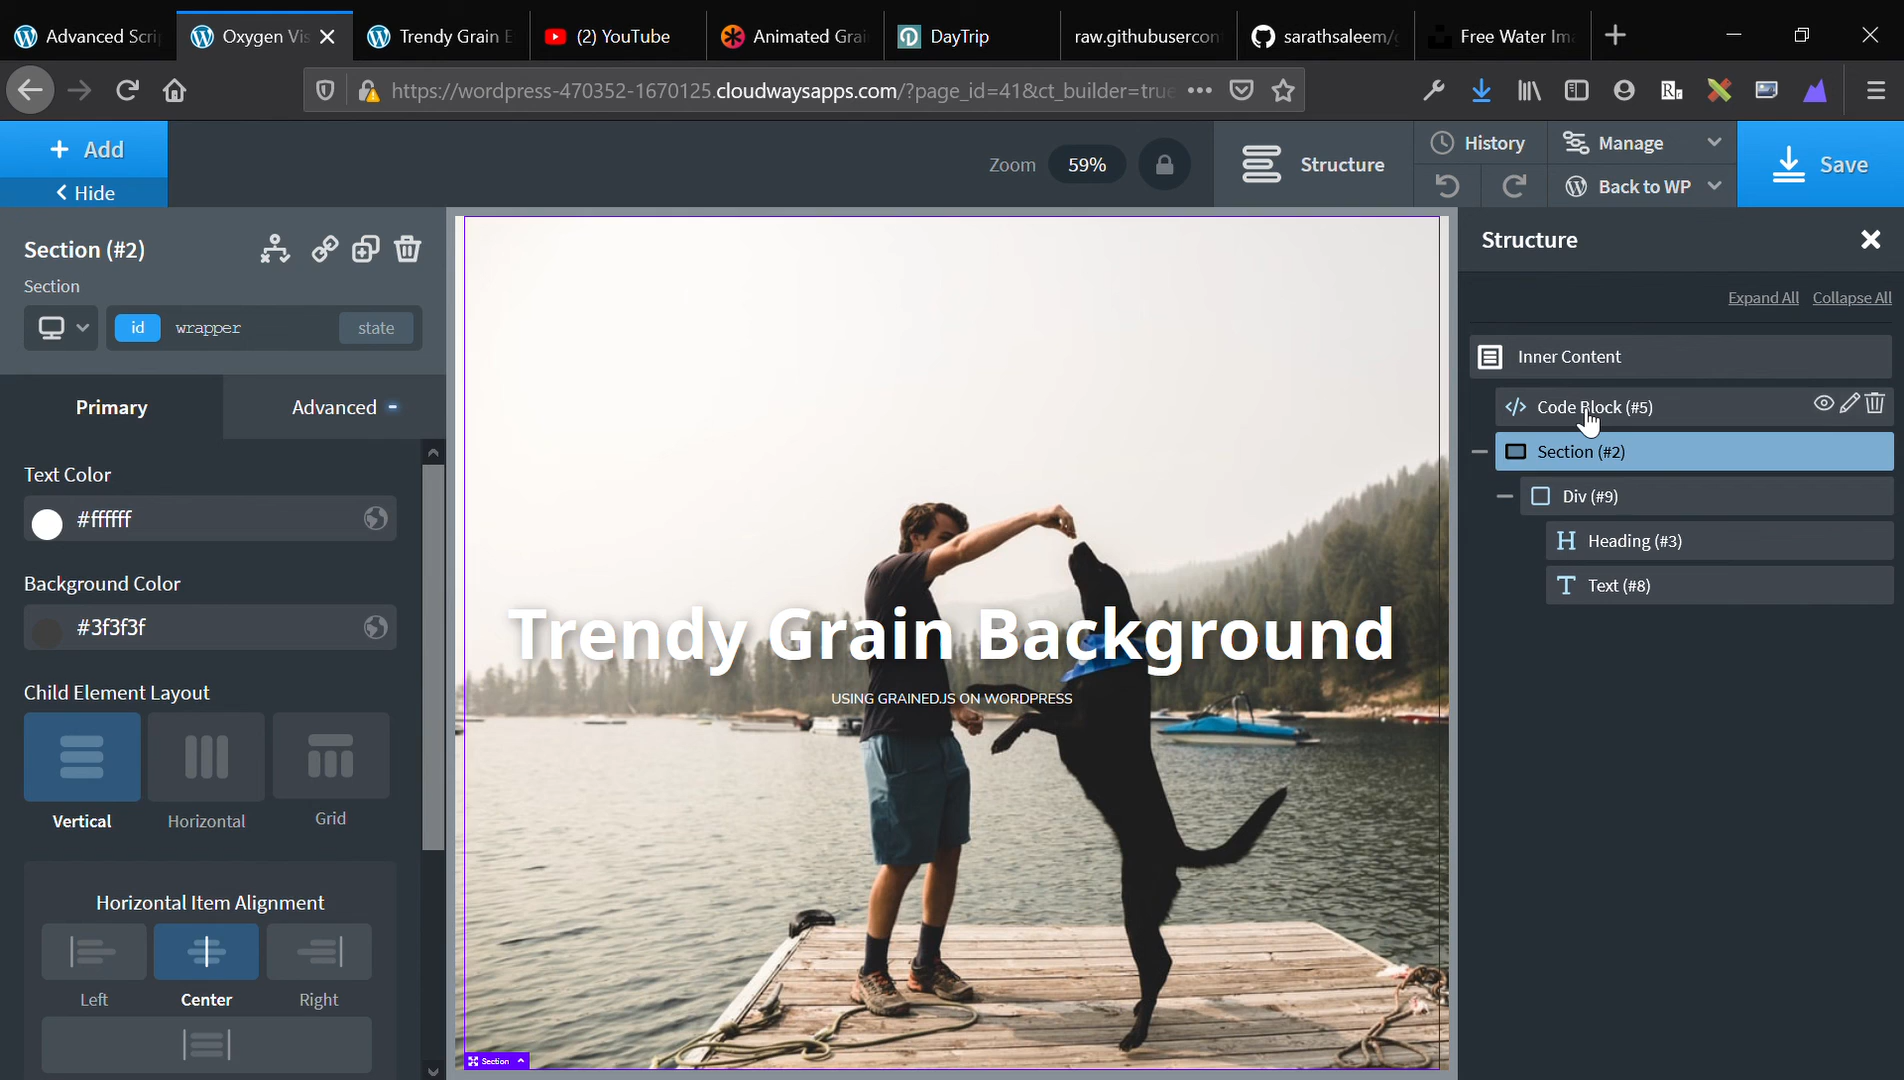 Advanced Scri
Oxygen Vis
Trendy Grain E
(2) YouTube
Animated Grai
DayTrip
raw.githubusercon
sarathsaleem/g
Free Water Im
https://wordpress-470352-1670125.cloudwaysapps.com/?page_id=41&ct_builder=true
+ Add
< Hide
Zoom
59%
Structure
History
Manage
Back to WP
Save
Section (#2)
Section
id
wrapper
state
Primary
Advanced
Text Color
#ffffff
Background Color
#3f3f3f
Child Element Layout
Vertical
Horizontal
Grid
Horizontal Item Alignment
Left
Center
Right
Trendy Grain Background
USING GRAINED.JS ON WORDPRESS
Section
Structure
Expand All
Collapse All
Inner Content
</> Code Block (#5)
Section (#2)
Div (#9)
H Heading (#3)
T Text (#8)